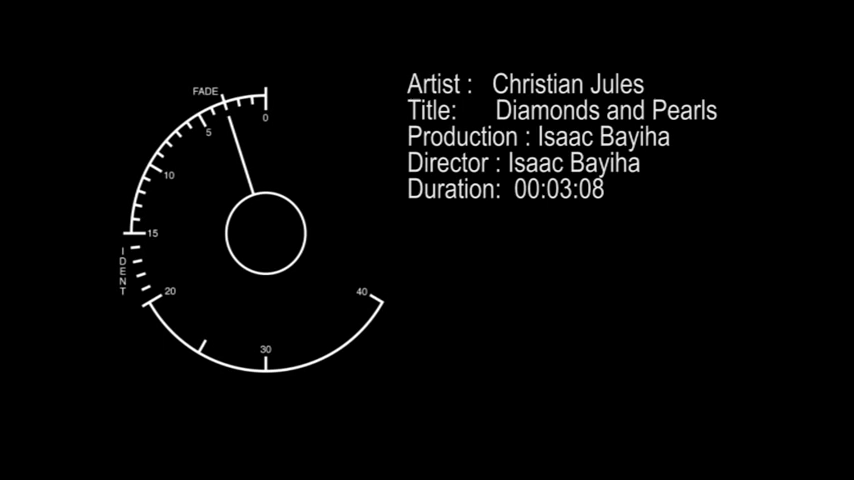 Artist : Christian Jules
Title: Diamonds and Pearls
Production : Isaac Bayiha
Director : Isaac Bayiha
Duration: 00:03:08
FADE
0
5
10
15
IDENT
20
30
40